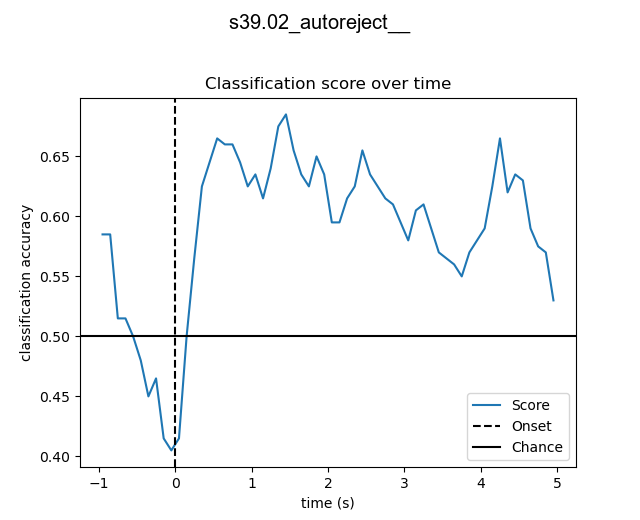 s39.02_autoreject__
Classification score over time
classification accuracy
0.65
0.60
0.55
0.50
0.45
0.40
Score
Onset
Chance
−1
0
1
2
3
4
5
time (s)